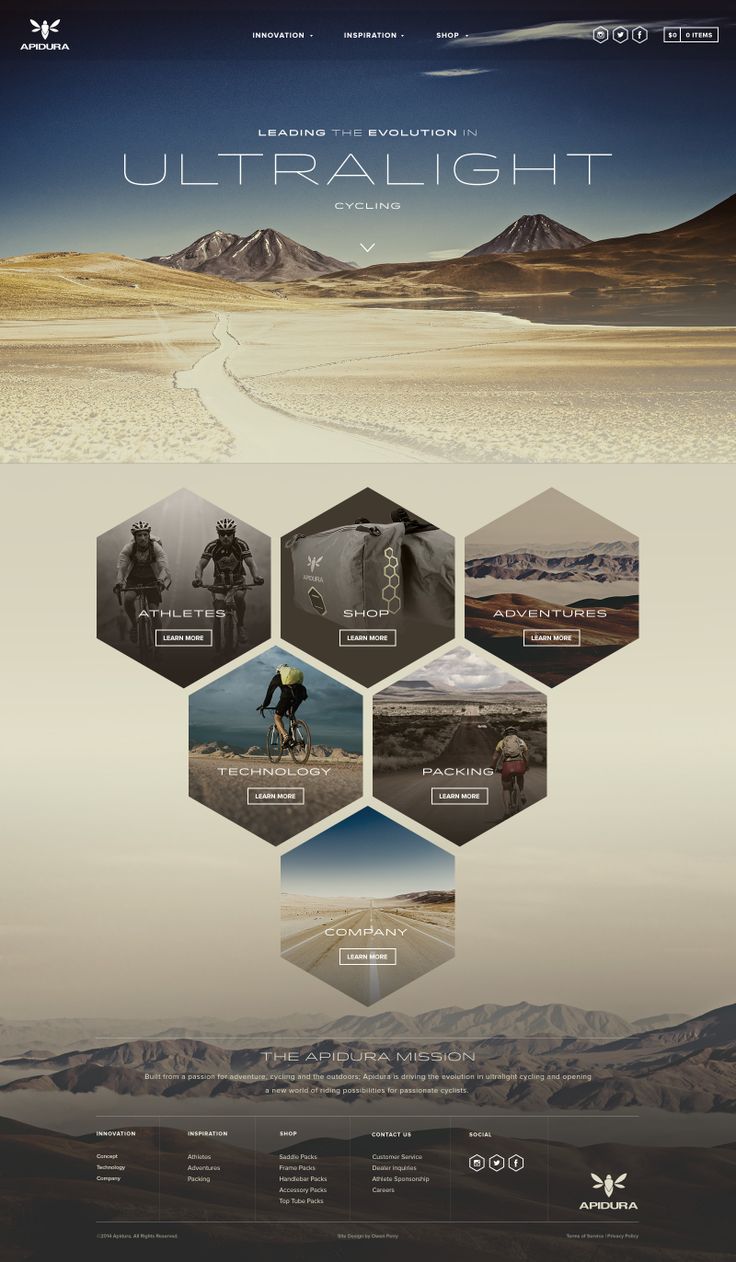 APIDURA
INNOVATION
INSPIRATION
SHOP
$0 0 ITEMS
LEADING THE EVOLUTION IN
ULTRALIGHT
CYCLING
APIDURA
ATHLETES
LEARN MORE
SHOP
LEARN MORE
ADVENTURES
LEARN MORE
TECHNOLOGY
LEARN MORE
PACKING
LEARN MORE
COMPANY
LEARN MORE
THE APIDURA MISSION
Built from a passion for adventure, cycling and the outdoors; Apidura is driving the evolution in ultralight cycling and opening
a new world of riding possibilities for passionate cyclists.
INNOVATION
Concept
Technology
Company
INSPIRATION
Athletes
Adventures
Packing
SHOP
Saddle Packs
Frame Packs
Handlebar Packs
Accessory Packs
Top Tube Packs
CONTACT US
Customer Service
Dealer inquiries
Athlete Sponsorship
Careers
SOCIAL
APIDURA
©2014 Apidura. All Rights Reserved.
Site Design by Owen Perry
Terms of Service | Privacy Policy